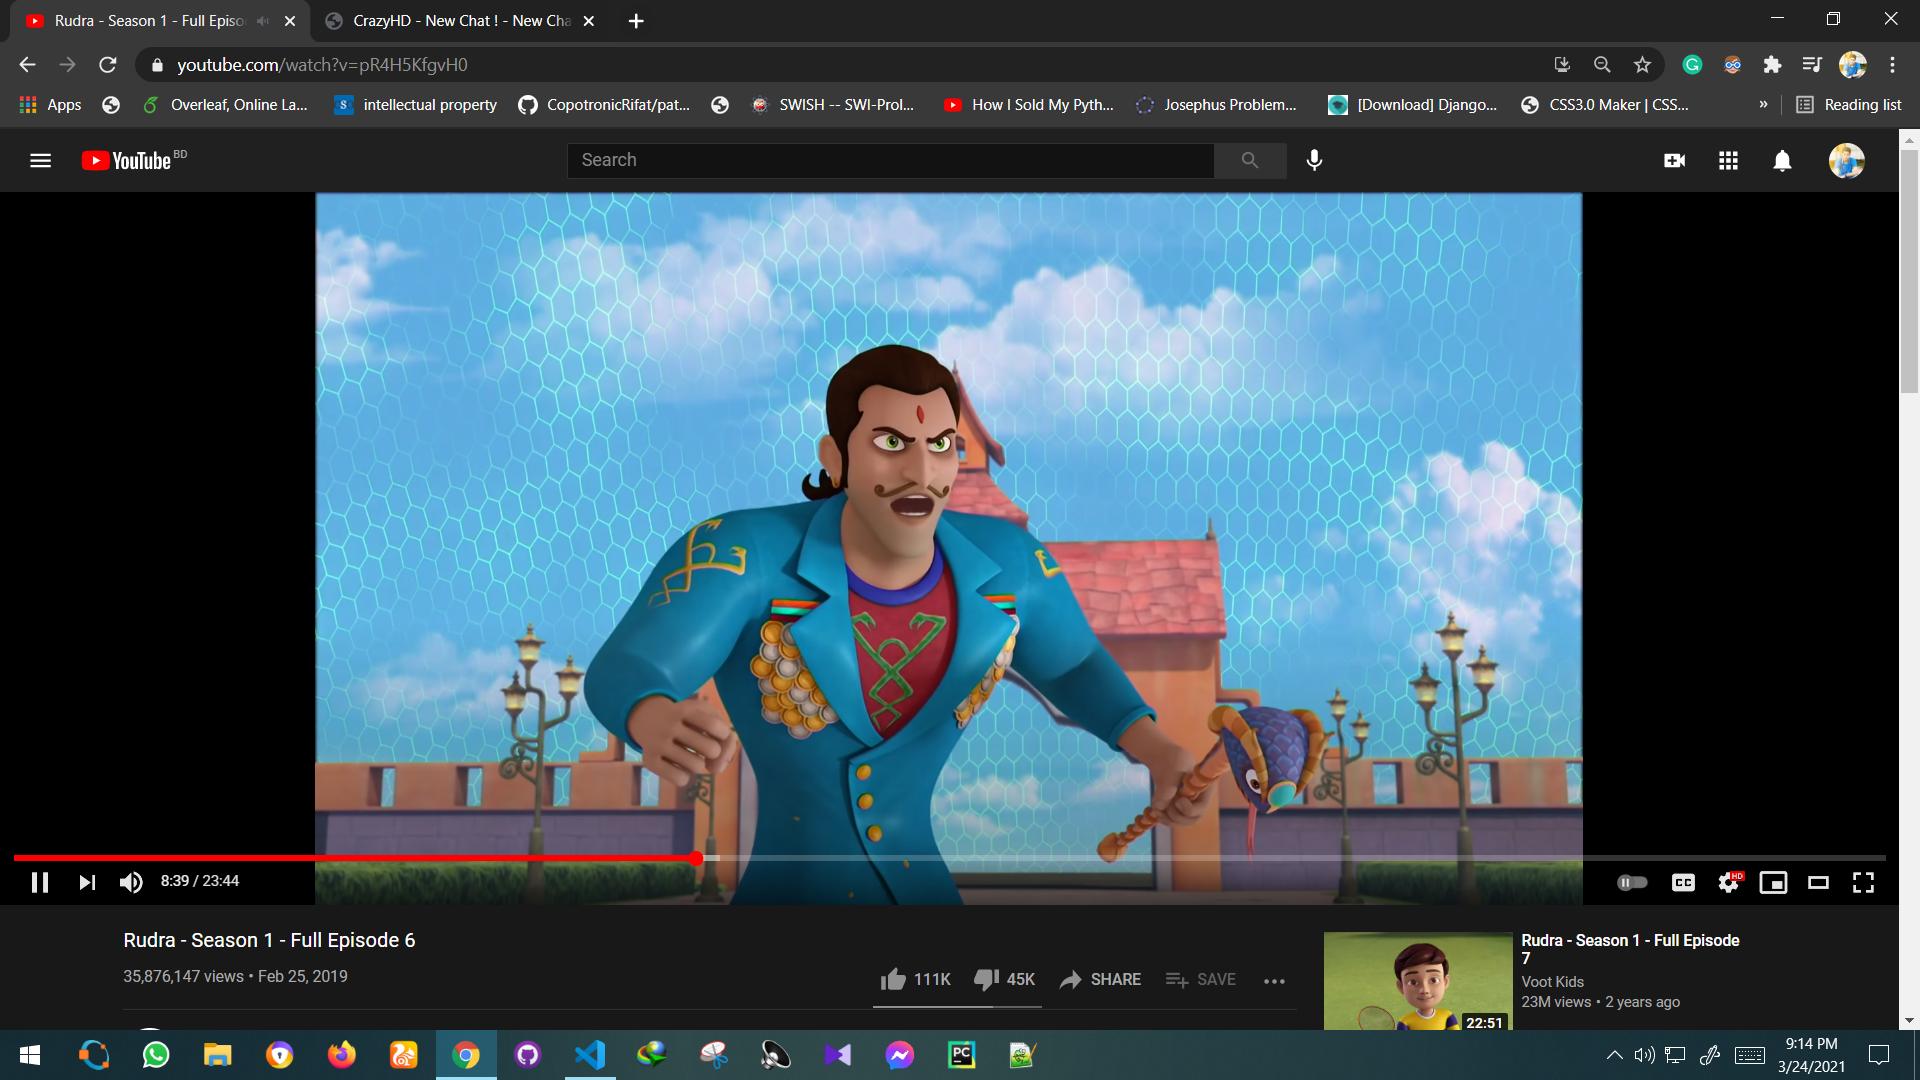 Rudra - Season 1 - Full Episo
CrazyHD - New Chat ! - New Cha
youtube.com/watch?v=pR4H5KfgvH0
Apps
Overleaf, Online La...
intellectual property
CopotronicRifat/pat...
SWISH -- SWI-Prol...
How I Sold My Pyth...
Josephus Problem...
[Download] Django...
CSS3.0 Maker | CSS...
»
Reading list
YouTube BD
Search
8:39 / 23:44
CC
HD
Rudra - Season 1 - Full Episode 6
35,876,147 views • Feb 25, 2019
111K
45K
SHARE
SAVE
Rudra - Season 1 - Full Episode
7
Voot Kids
23M views • 2 years ago
22:51
PC
9:14 PM
3/24/2021